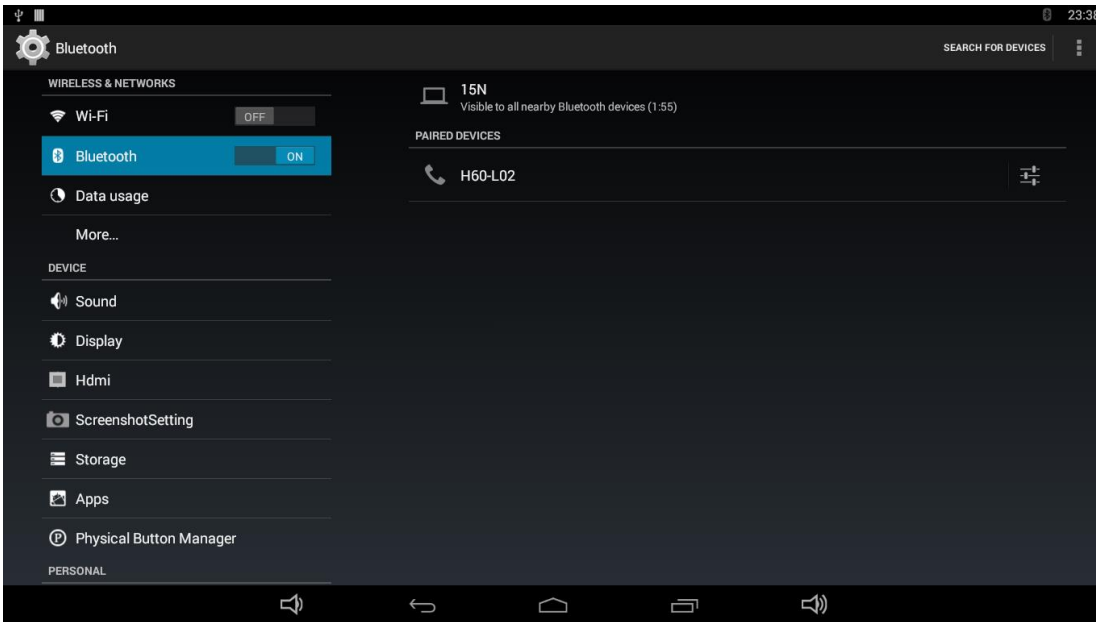 23:38
Bluetooth
SEARCH FOR DEVICES
WIRELESS & NETWORKS
Wi-Fi
OFF
Bluetooth
ON
Data usage
More...
DEVICE
Sound
Display
Hdmi
ScreenshotSetting
Storage
Apps
Physical Button Manager
PERSONAL
15N
Visible to all nearby Bluetooth devices (1:55)
PAIRED DEVICES
H60-L02